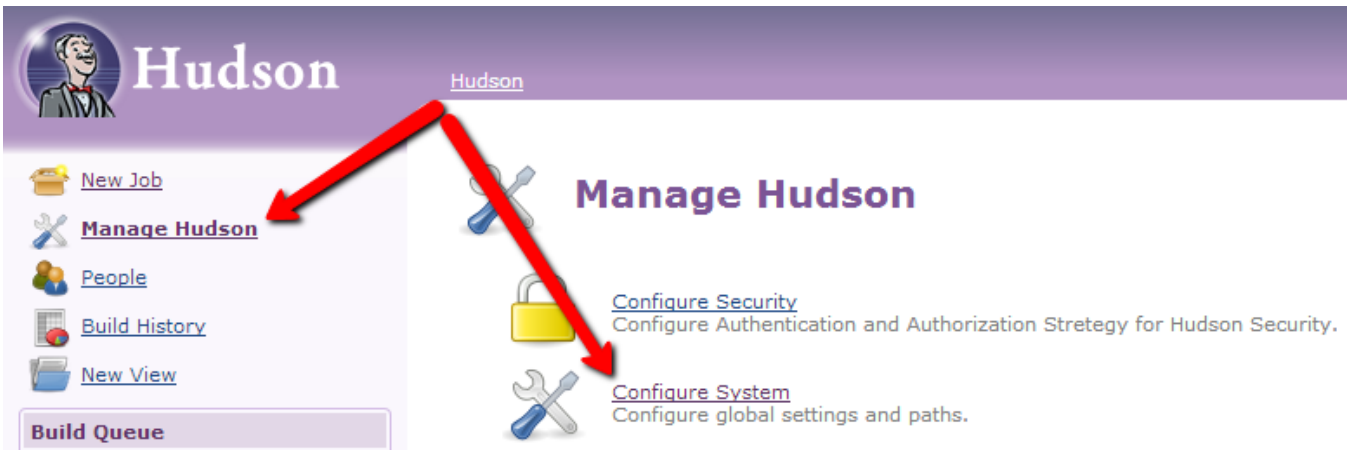 Hudson
Hudson
New Job
Manage Hudson
People
Build History
New View
Build Queue
Manage Hudson
Configure Security
Configure Authentication and Authorization Stretegy for Hudson Security.
Configure System
Configure global settings and paths.